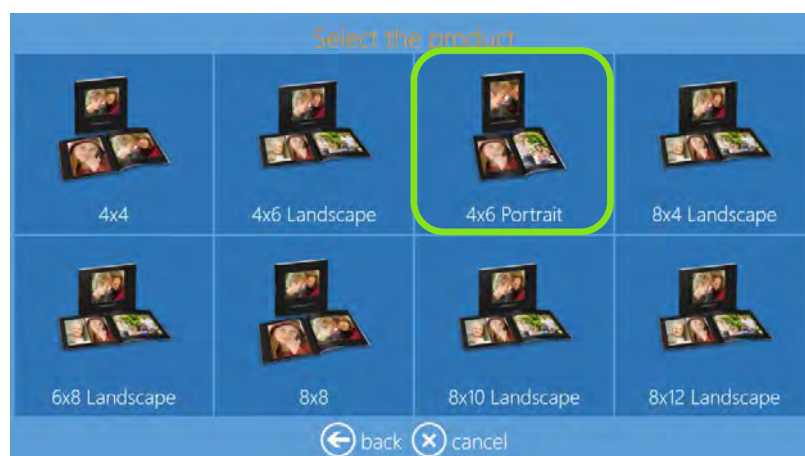 Select the product
4x4
4x6 Landscape
4x6 Portrait
8x4 Landscape
6x8 Landscape
8x8
8x10 Landscape
8x12 Landscape
back
cancel